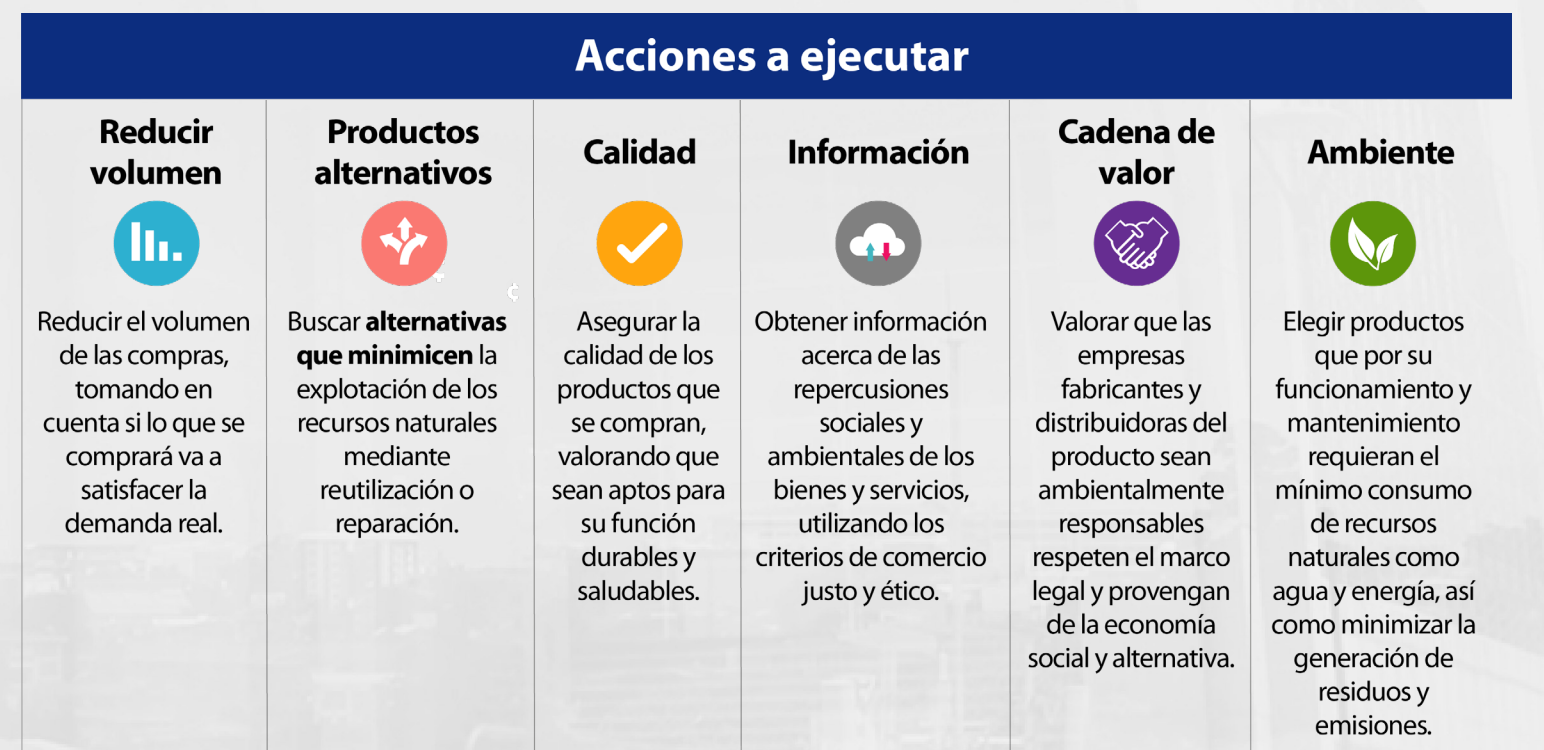 Acciones a ejecutar
Reducir
volumen
Reducir el volumen
de las compras,
tomando en
cuenta si lo que se
comprará va a
satisfacer la
demanda real.
Productos
alternativos
Buscar alternativas
que minimicen la
explotación de los
recursos naturales
mediante
reutilización o
reparación.
Calidad
Asegurar la
calidad de los
productos que
se compran,
valorando que
sean aptos para
su función
durables y
saludables.
Información
Obtener información
acerca de las
repercusiones
sociales y
ambientales de los
bienes y servicios,
utilizando los
criterios de comercio
justo y ético.
Cadena de
valor
Valorar que las
empresas
fabricantes y
distribuidoras del
producto sean
ambientalmente
responsables
respeten el marco
legal y provengan
de la economía
social y alternativa.
Ambiente
Elegir productos
que por su
funcionamiento y
mantenimiento
requieran el
mínimo consumo
de recursos
naturales como
agua y energía, así
como minimizar la
generación de
residuos y
emisiones.